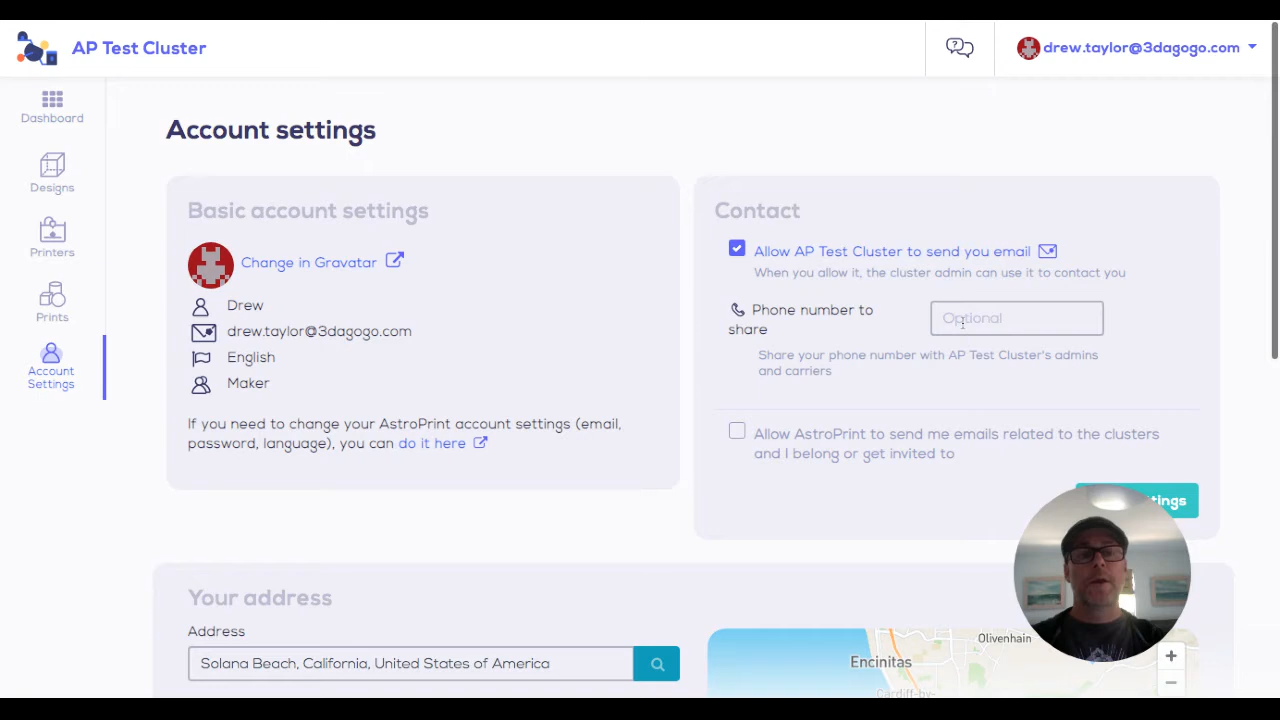 AP Test Cluster
drew.taylor@3dagogo.com
Dashboard
Designs
Printers
Prints
Account
Settings
Account settings
Basic account settings
Change in Gravatar
Drew
drew.taylor@3dagogo.com
English
Maker
If you need to change your AstroPrint account settings (email,
password, language), you can do it here
Contact
Allow AP Test Cluster to send you email
When you allow it, the cluster admin can use it to contact you
Phone number to
share
Optional
Share your phone number with AP Test Cluster's admins
and carriers
Allow AstroPrint to send me emails related to the clusters
and I belong or get invited to
Your address
Address
Solana Beach, California, United States of America
Olivenhain
Encinitas
Cardiff-by-